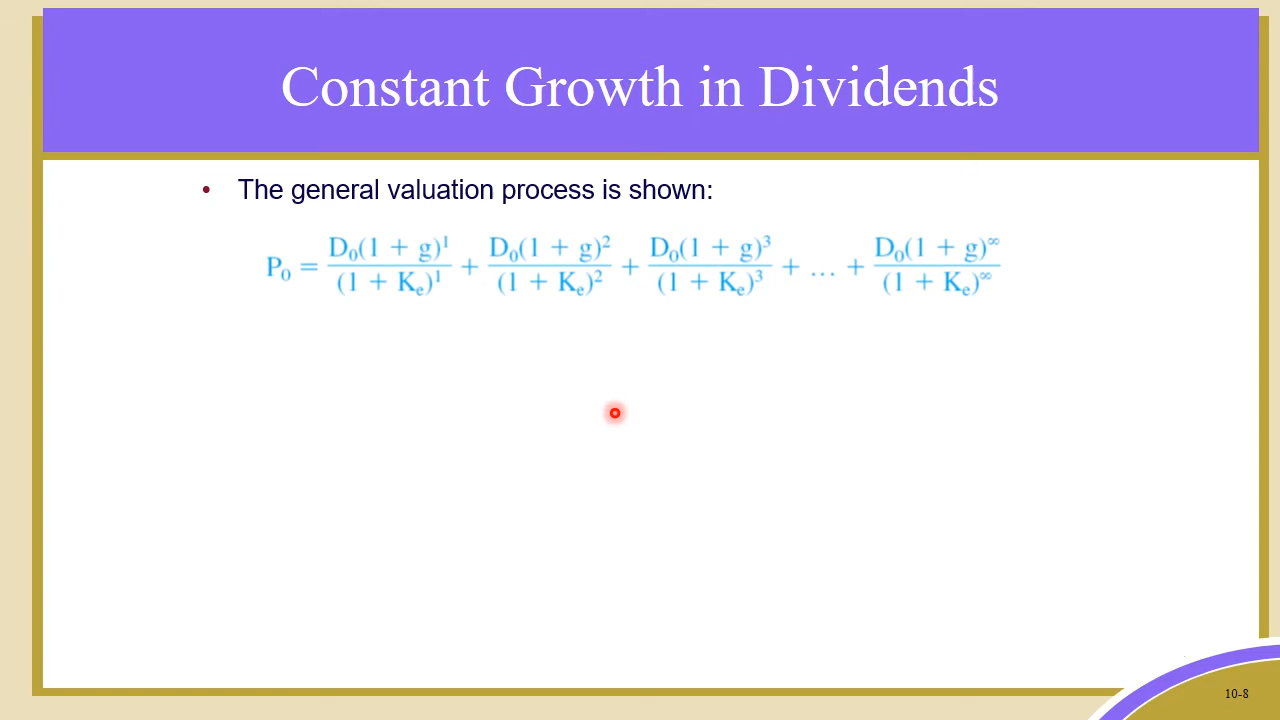 Constant Growth in Dividends
• The general valuation process is shown:
P₀ = D₀(1 + g)¹/(1 + Kₑ)¹ + D₀(1 + g)²/(1 + Kₑ)² + D₀(1 + g)³/(1 + Kₑ)³ + ... + D₀(1 + g)^∞/(1 + Kₑ)^∞
10-8